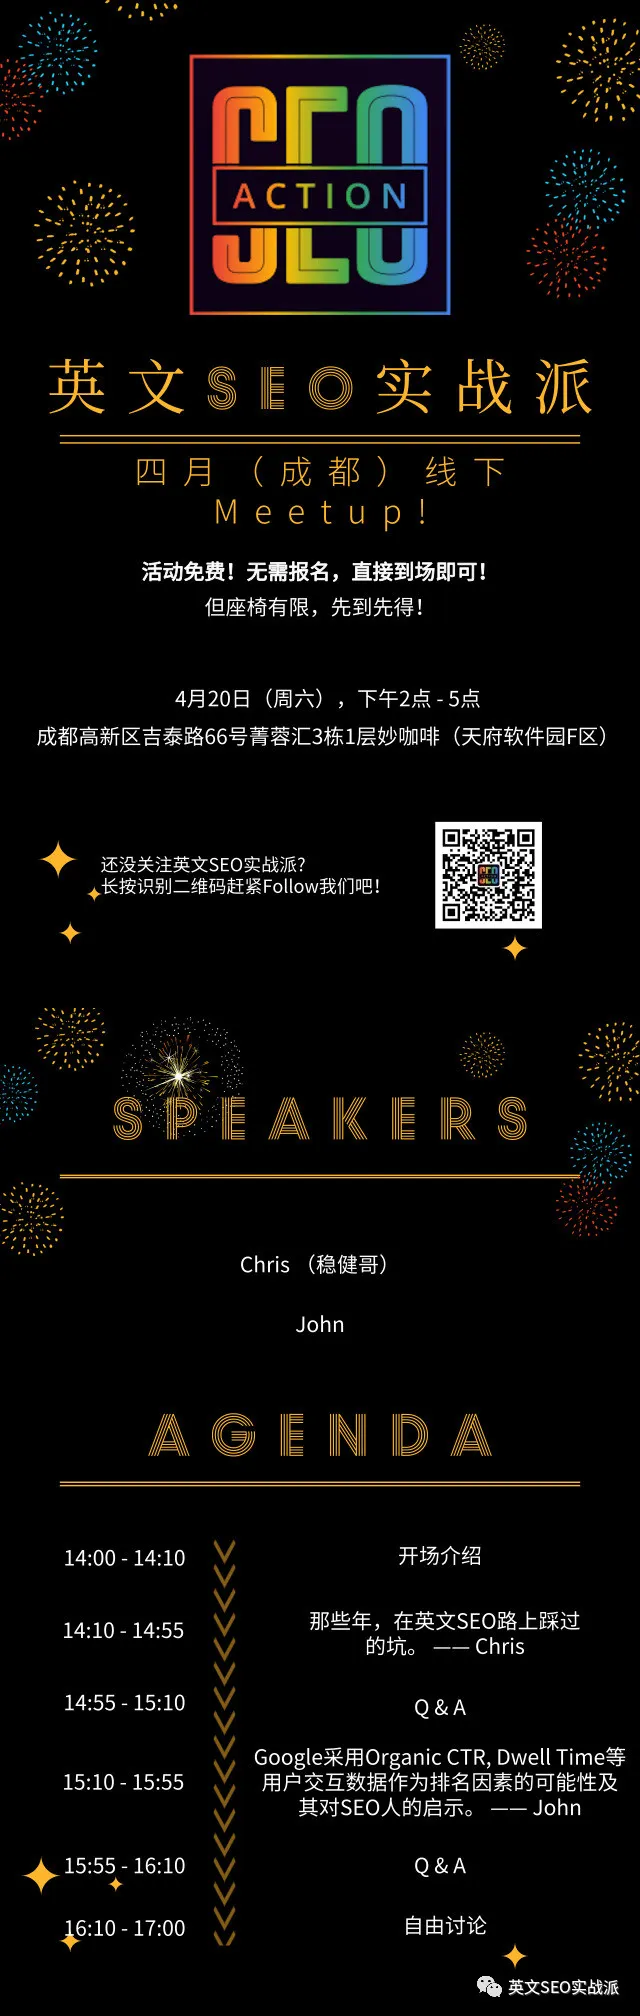 SEO
ACTION
英文SEO实战派
四月（成都）线下
Meetup!
活动免费！无需报名，直接到场即可！
但座椅有限，先到先得！
4月20日（周六），下午2点 - 5点
成都高新区吉泰路66号菁蓉汇3栋1层妙咖啡（天府软件园F区）
还没关注英文SEO实战派？
长按识别二维码赶紧Follow我们吧！
SEO
SPEAKERS
Chris （稳健哥）
John
AGENDA
14:00 - 14:10
开场介绍
14:10 - 14:55
那些年，在英文SEO路上踩过
的坑。 —— Chris
14:55 - 15:10
Q & A
15:10 - 15:55
Google采用Organic CTR, Dwell Time等
用户交互数据作为排名因素的可能性及
其对SEO人的启示。 —— John
15:55 - 16:10
Q & A
16:10 - 17:00
自由讨论
英文SEO实战派